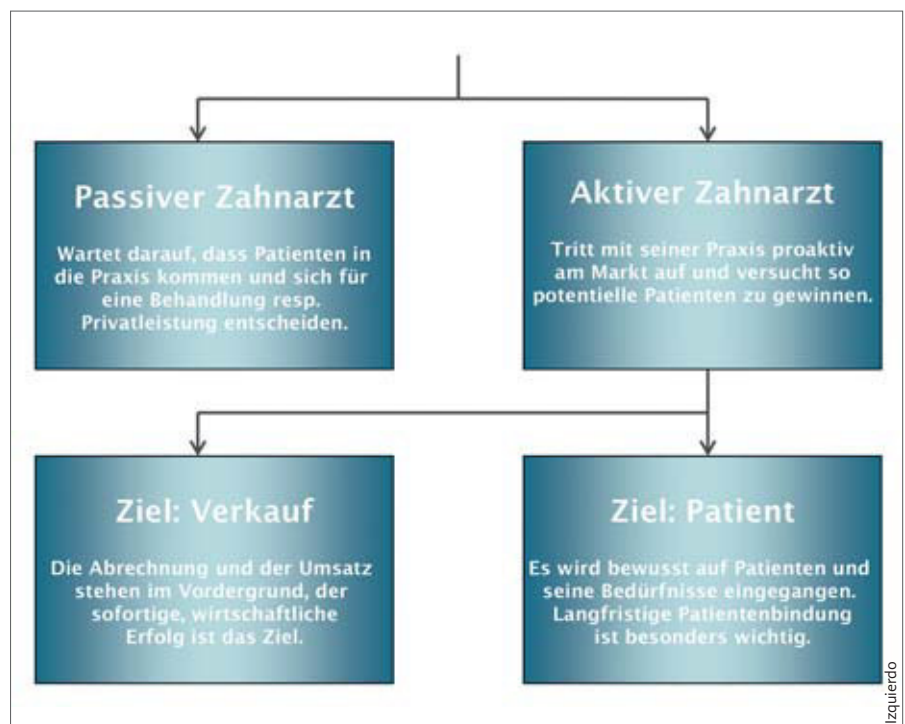 Passiver Zahnarzt
Wartet darauf, dass Patienten in
die Praxis kommen und sich für
eine Behandlung resp.
Privatleistung entscheiden.
Aktiver Zahnarzt
Tritt mit seiner Praxis proaktiv
am Markt auf und versucht so
potentielle Patienten zu gewinnen.
Ziel: Verkauf
Die Abrechnung und der Umsatz
stehen im Vordergrund, der
sofortige, wirtschaftliche
Erfolg ist das Ziel.
Ziel: Patient
Es wird bewusst auf Patienten und
seine Bedürfnisse eingegangen.
Langfristige Patientenbindung
ist besonders wichtig.
Izquierdo